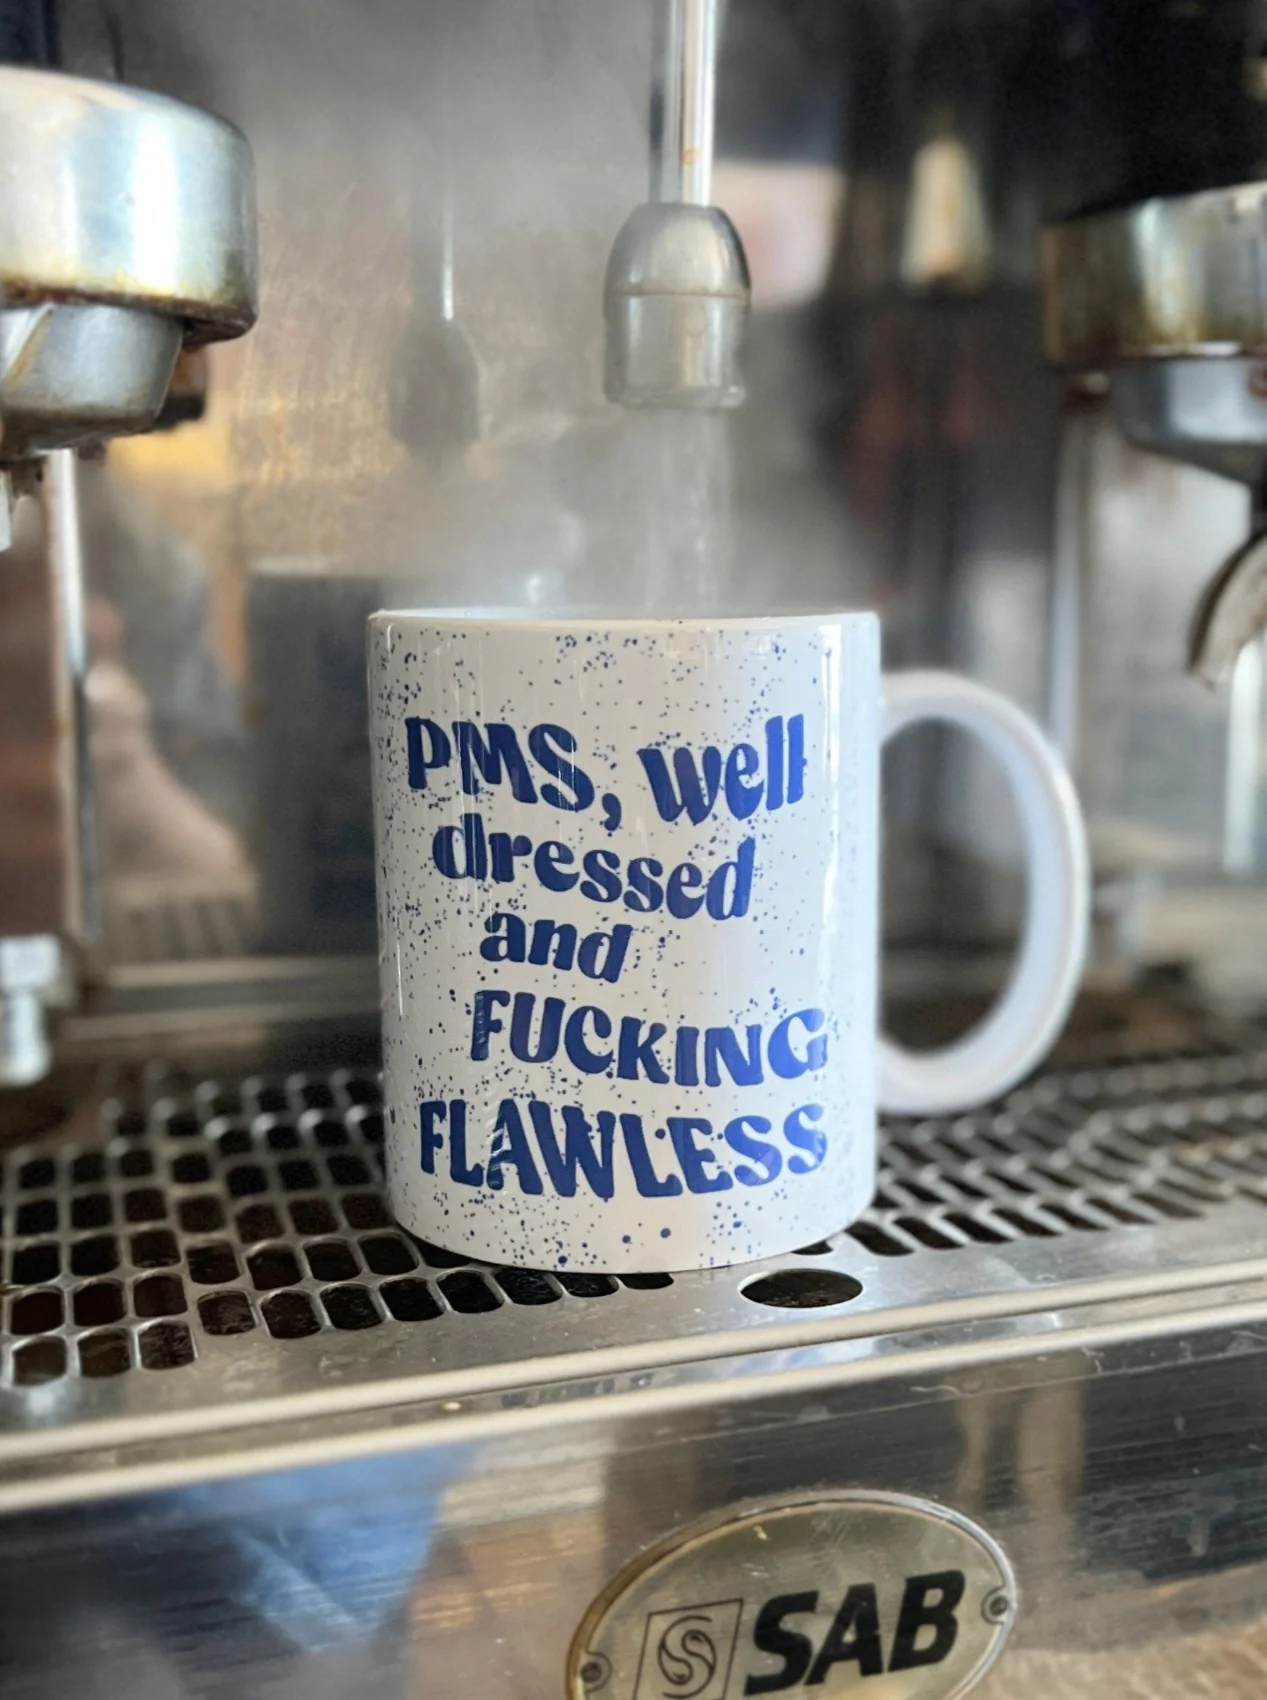 PMS, well
dressed
and
FUCKING
FLAWLESS
SAB